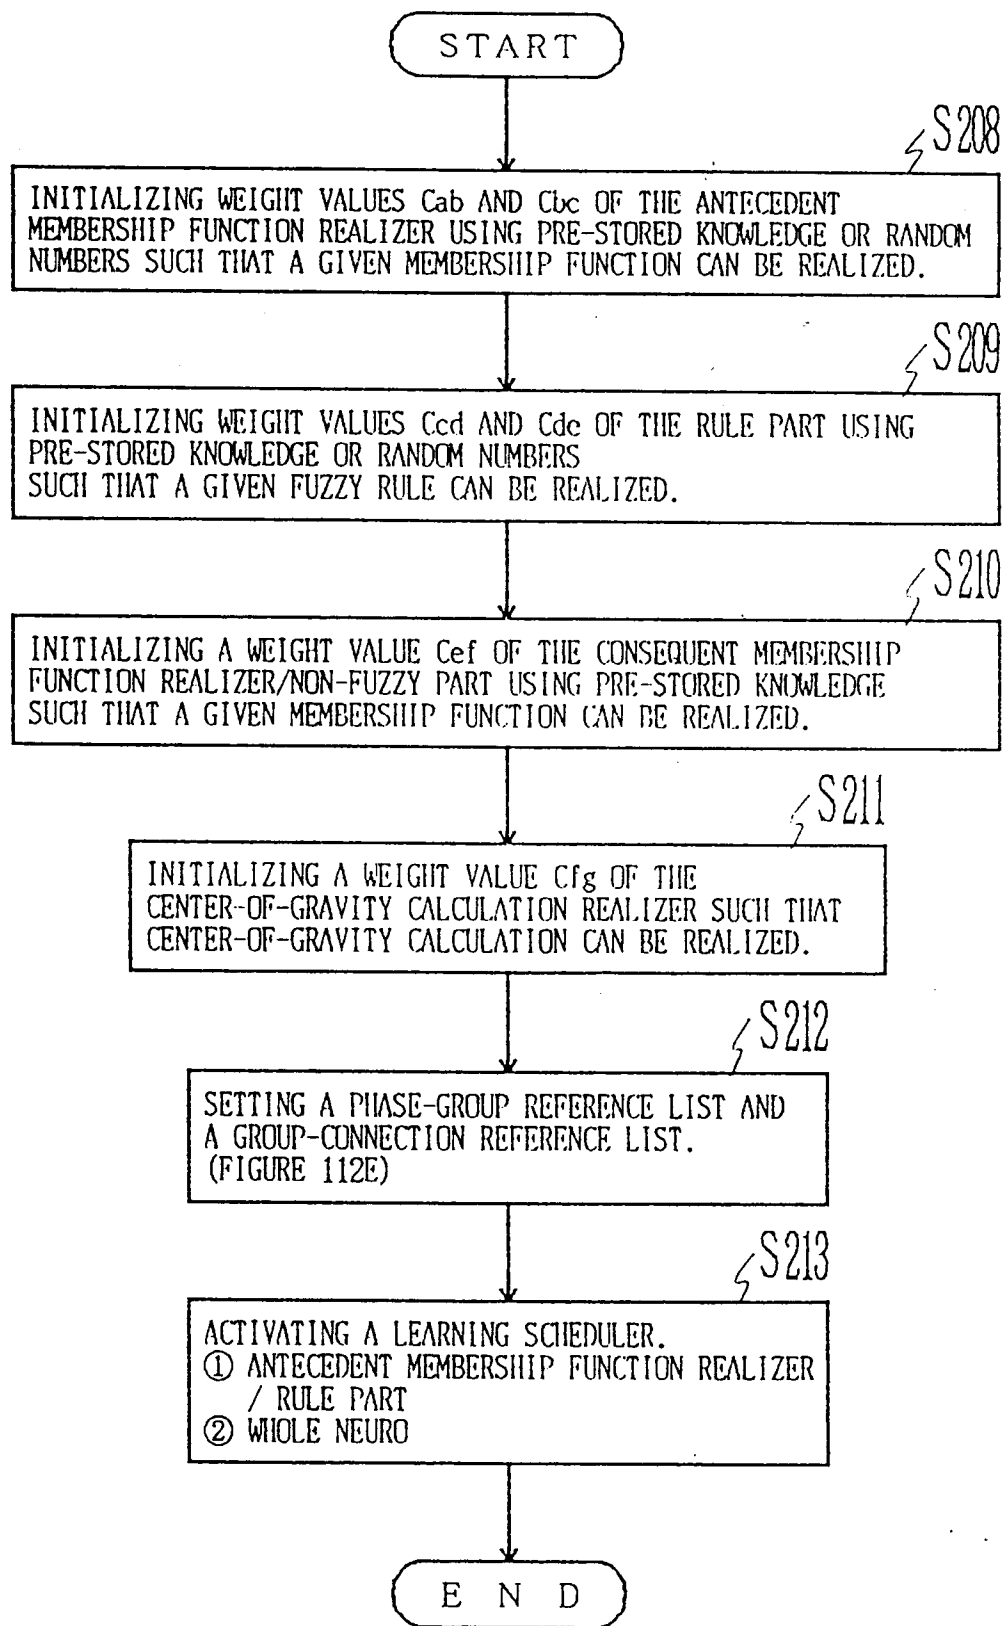 START
S208
INITIALIZING WEIGHT VALUES Cab AND Cbc OF THE ANTECEDENT
MEMBERSHIP FUNCTION REALIZER USING PRE-STORED KNOWLEDGE OR RANDOM
NUMBERS SUCH THAT A GIVEN MEMBERSHIP FUNCTION CAN BE REALIZED.
S209
INITIALIZING WEIGHT VALUES Ccd AND Cde OF THE RULE PART USING
PRE-STORED KNOWLEDGE OR RANDOM NUMBERS
SUCH THAT A GIVEN FUZZY RULE CAN BE REALIZED.
S210
INITIALIZING A WEIGHT VALUE Cef OF THE CONSEQUENT MEMBERSHIP
FUNCTION REALIZER/NON-FUZZY PART USING PRE-STORED KNOWLEDGE
SUCH THAT A GIVEN MEMBERSHIP FUNCTION CAN BE REALIZED.
S211
INITIALIZING A WEIGHT VALUE Cfg OF THE
CENTER-OF-GRAVITY CALCULATION REALIZER SUCH THAT
CENTER-OF-GRAVITY CALCULATION CAN BE REALIZED.
S212
SETTING A PHASE-GROUP REFERENCE LIST AND
A GROUP-CONNECTION REFERENCE LIST.
(FIGURE 112E)
S213
ACTIVATING A LEARNING SCHEDULER.
① ANTECEDENT MEMBERSHIP FUNCTION REALIZER
/ RULE PART
② WHOLE NEURO
END